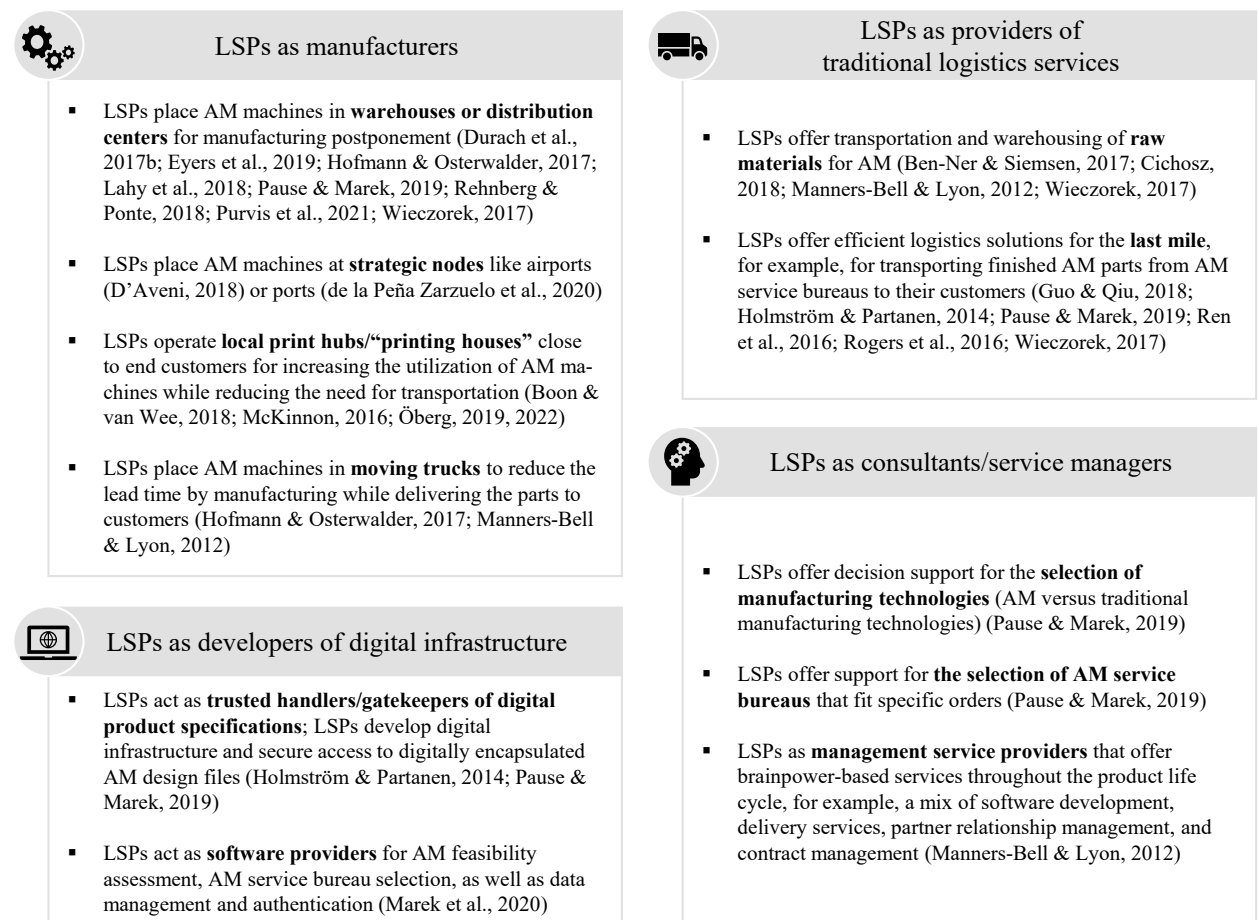 LSPs as manufacturers
▪ LSPs place AM machines in warehouses or distribution
centers for manufacturing postponement (Durach et al.,
2017b; Eyers et al., 2019; Hofmann & Osterwalder, 2017;
Lahy et al., 2018; Pause & Marek, 2019; Rehnberg &
Ponte, 2018; Purvis et al., 2021; Wieczorek, 2017)
▪ LSPs place AM machines at strategic nodes like airports
(D’Aveni, 2018) or ports (de la Peña Zarzuelo et al., 2020)
▪ LSPs operate local print hubs/“printing houses” close
to end customers for increasing the utilization of AM ma-
chines while reducing the need for transportation (Boon &
van Wee, 2018; McKinnon, 2016; Öberg, 2019, 2022)
▪ LSPs place AM machines in moving trucks to reduce the
lead time by manufacturing while delivering the parts to
customers (Hofmann & Osterwalder, 2017; Manners-Bell
& Lyon, 2012)
LSPs as developers of digital infrastructure
▪ LSPs act as trusted handlers/gatekeepers of digital
product specifications; LSPs develop digital
infrastructure and secure access to digitally encapsulated
AM design files (Holmström & Partanen, 2014; Pause &
Marek, 2019)
▪ LSPs act as software providers for AM feasibility
assessment, AM service bureau selection, as well as data
management and authentication (Marek et al., 2020)
LSPs as providers of
traditional logistics services
▪ LSPs offer transportation and warehousing of raw
materials for AM (Ben-Ner & Siemsen, 2017; Cichosz,
2018; Manners-Bell & Lyon, 2012; Wieczorek, 2017)
▪ LSPs offer efficient logistics solutions for the last mile,
for example, for transporting finished AM parts from AM
service bureaus to their customers (Guo & Qiu, 2018;
Holmström & Partanen, 2014; Pause & Marek, 2019; Ren
et al., 2016; Rogers et al., 2016; Wieczorek, 2017)
LSPs as consultants/service managers
▪ LSPs offer decision support for the selection of
manufacturing technologies (AM versus traditional
manufacturing technologies) (Pause & Marek, 2019)
▪ LSPs offer support for the selection of AM service
bureaus that fit specific orders (Pause & Marek, 2019)
▪ LSPs as management service providers that offer
brainpower-based services throughout the product life
cycle, for example, a mix of software development,
delivery services, partner relationship management, and
contract management (Manners-Bell & Lyon, 2012)